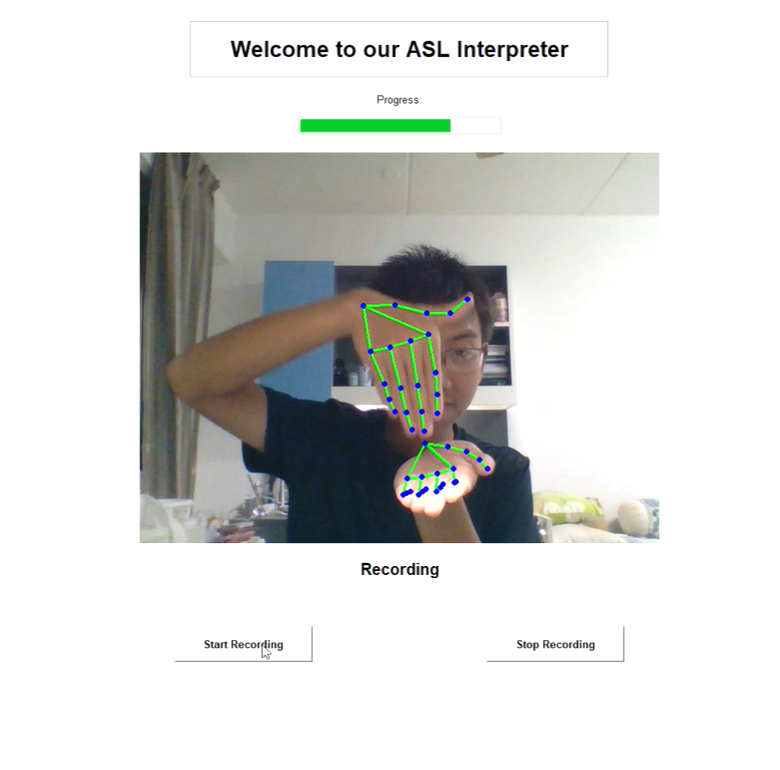 Welcome to our ASL Interpreter
Progress:
Recording
Start Recording
Stop Recording